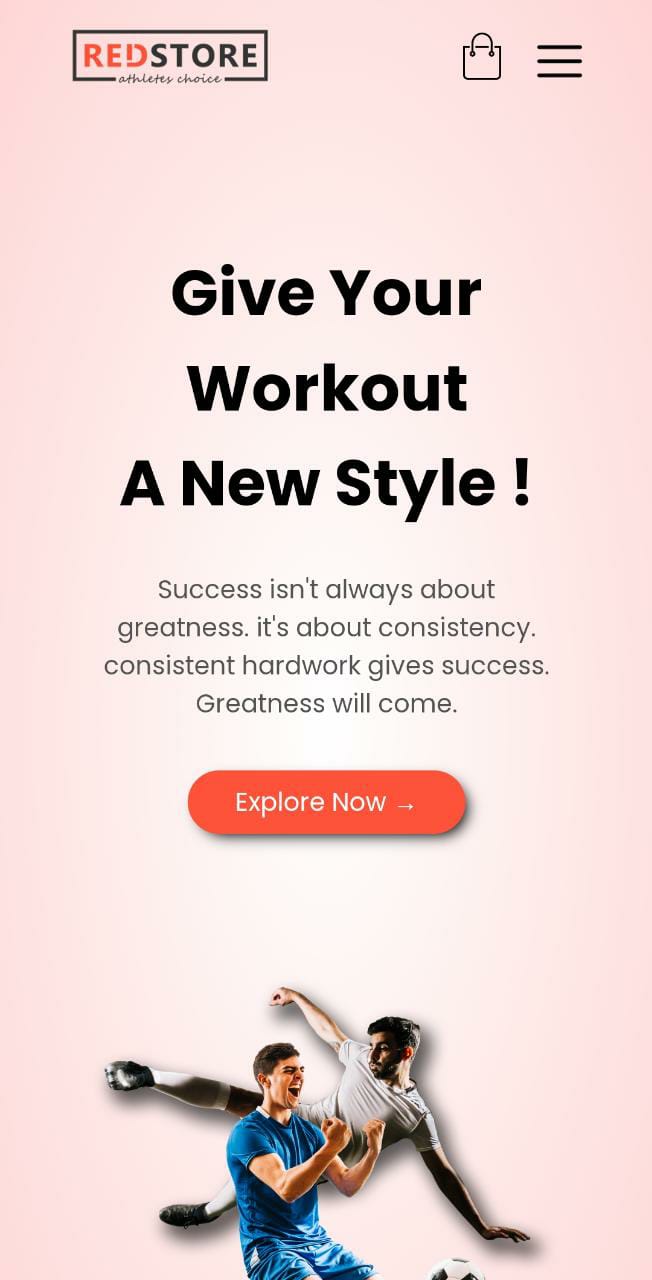 REDSTORE
athletes choice
Give Your
Workout
A New Style !
Success isn't always about
greatness. it's about consistency.
consistent hardwork gives success.
Greatness will come.
Explore Now →